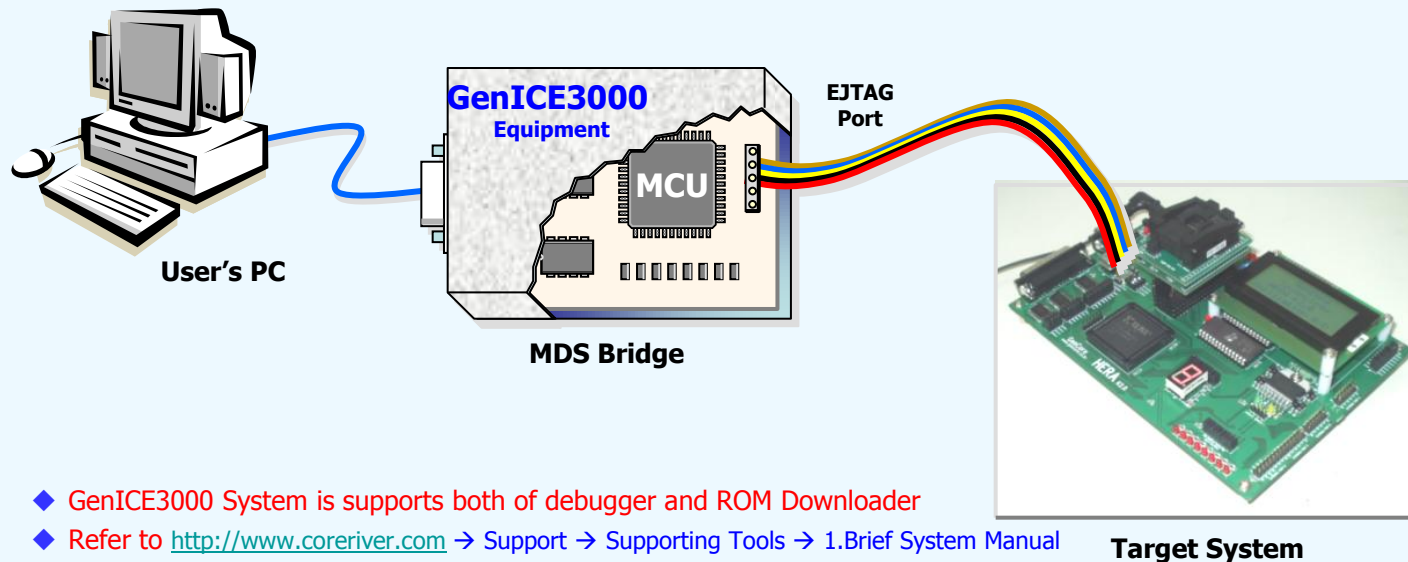 GenICE3000
Equipment
MCU
EJTAG
Port
User's PC
MDS Bridge
HERA
◆ GenICE3000 System is supports both of debugger and ROM Downloader
◆ Refer to http://www.coreriver.com → Support → Supporting Tools → 1.Brief System Manual
Target System